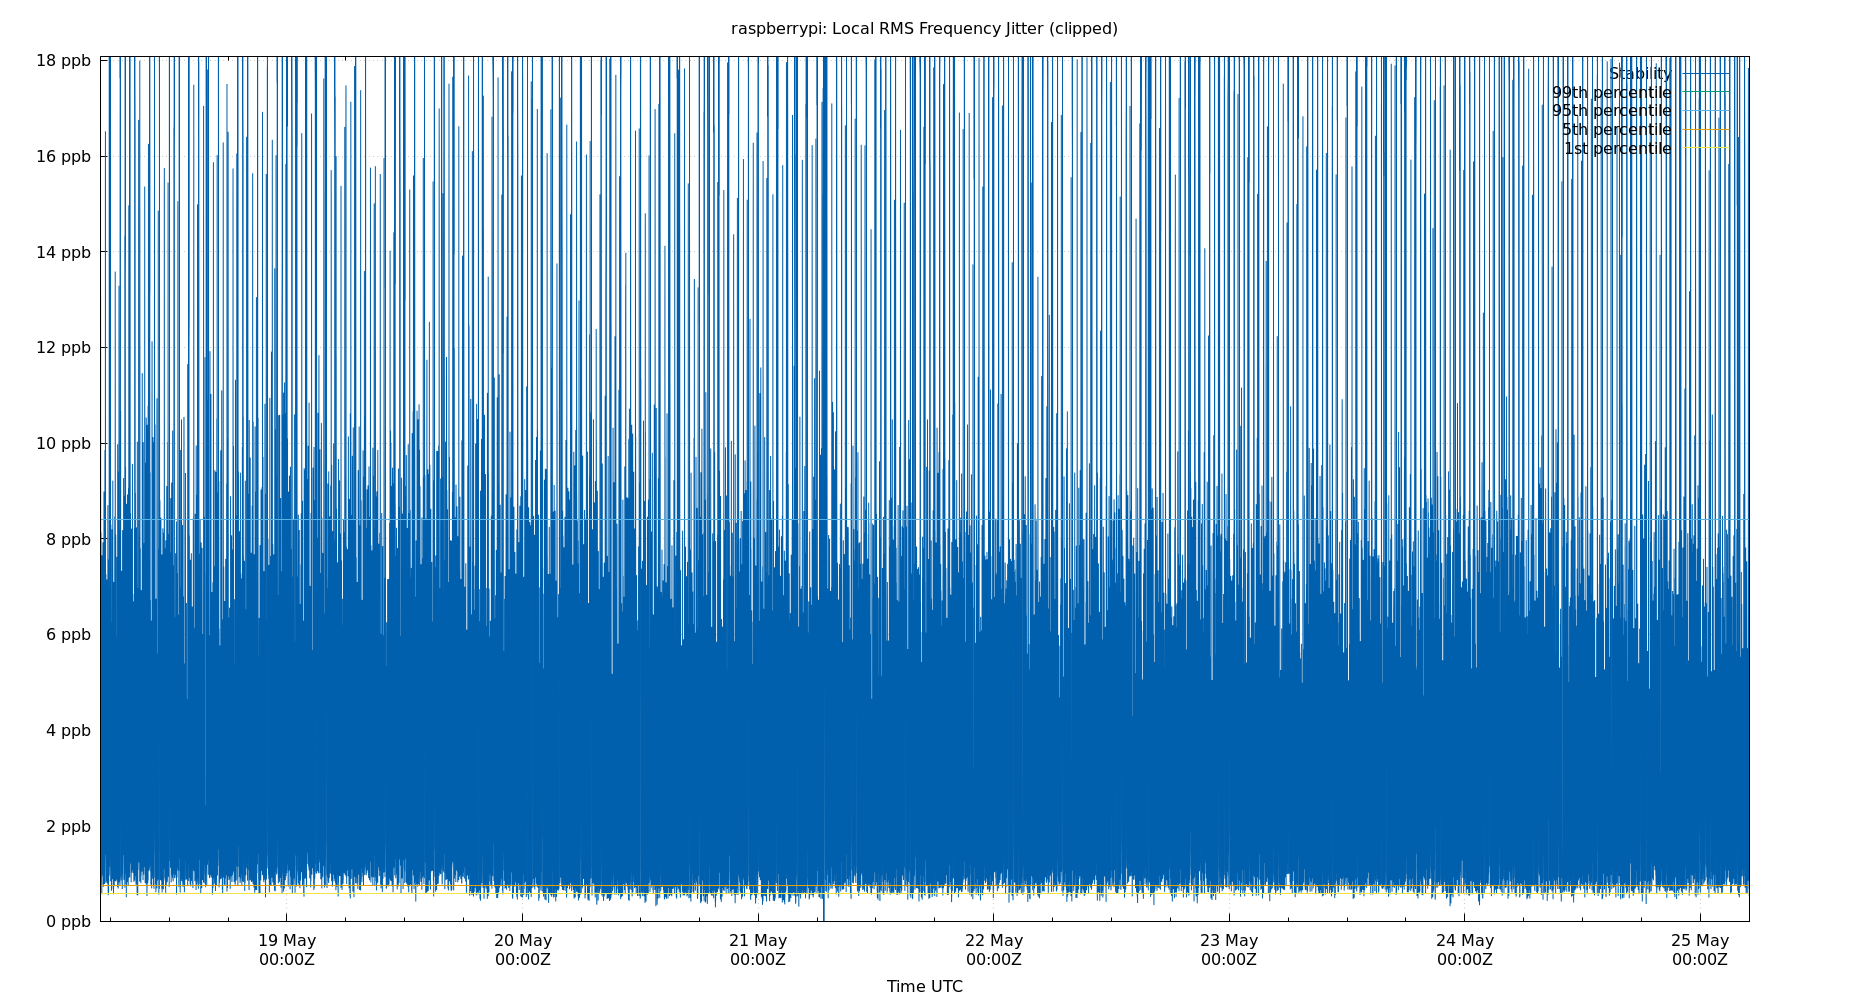 raspberrypi: Local RMS Frequency Jitter (clipped)
18 ppb
16 ppb
14 ppb
12 ppb
10 ppb
8 ppb
6 ppb
4 ppb
2 ppb
0 ppb
Stability
99th percentile
95th percentile
5th percentile
1st percentile
19 May
00:00Z
20 May
00:00Z
21 May
00:00Z
22 May
00:00Z
23 May
00:00Z
24 May
00:00Z
25 May
00:00Z
Time UTC